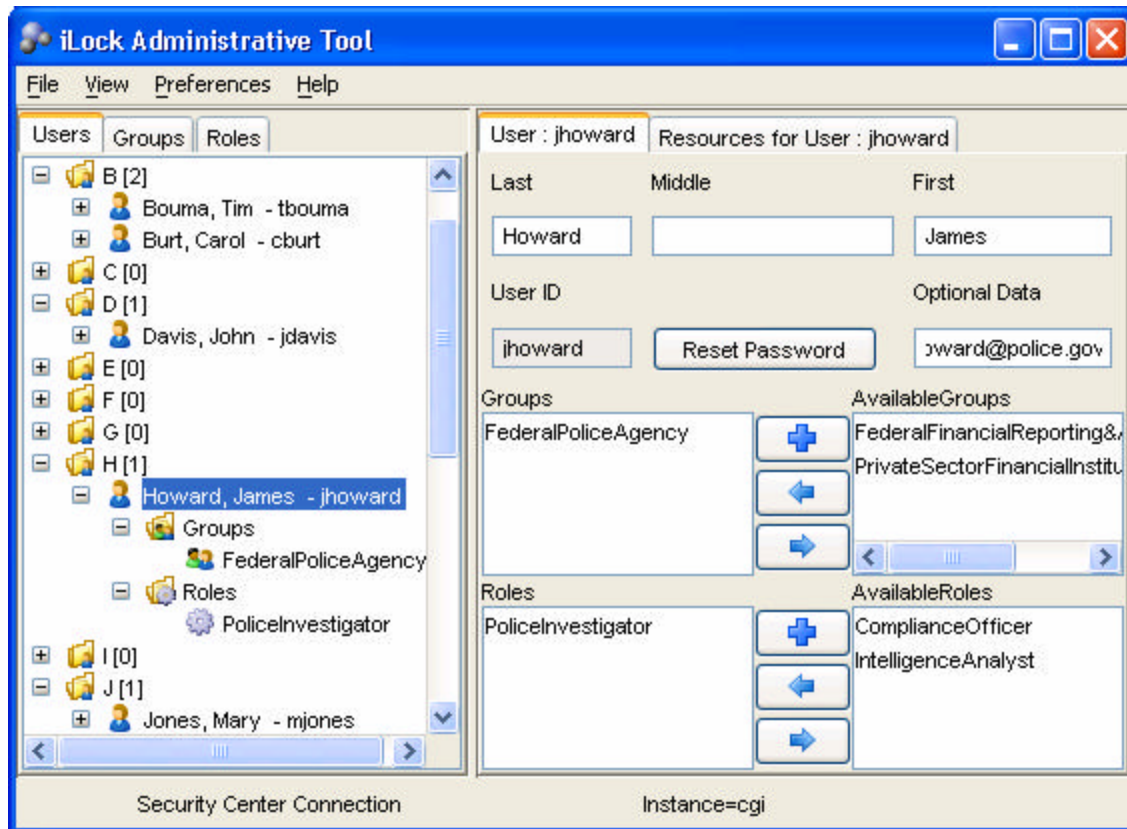 iLock Administrative Tool
File View Preferences Help
Users Groups Roles
B [2]
Bouma, Tim - tbouma
Burt, Carol - cburt
C [0]
D [1]
Davis, John - jdavis
E [0]
F [0]
G [0]
H [1]
Howard, James - jhoward
Groups
FederalPoliceAgency
Roles
PoliceInvestigator
I [0]
J [1]
Jones, Mary - mjones
User : jhoward Resources for User : jhoward
Last Middle First
Howard James
User ID Optional Data
jhoward Reset Password oward@police.gov
Groups AvailableGroups
FederalPoliceAgency
FederalFinancialReporting&
PrivateSectorFinancialInstitu
Roles AvailableRoles
PoliceInvestigator
ComplianceOfficer
IntelligenceAnalyst
Security Center Connection Instance=cgi